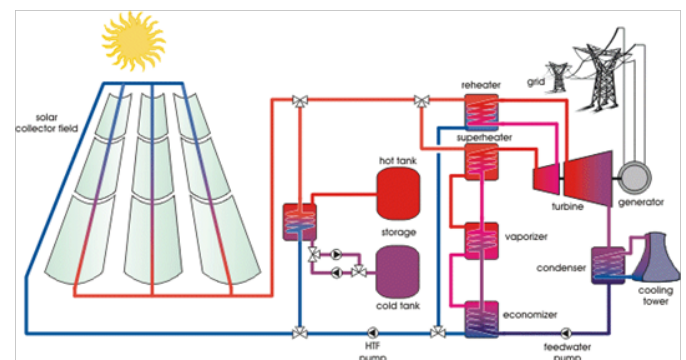 solar
collector field
hot tank
storage
cold tank
HTF
pump
reheater
superheater
vaporizer
economizer
grid
turbine
generator
condenser
cooling
tower
feedwater
pump